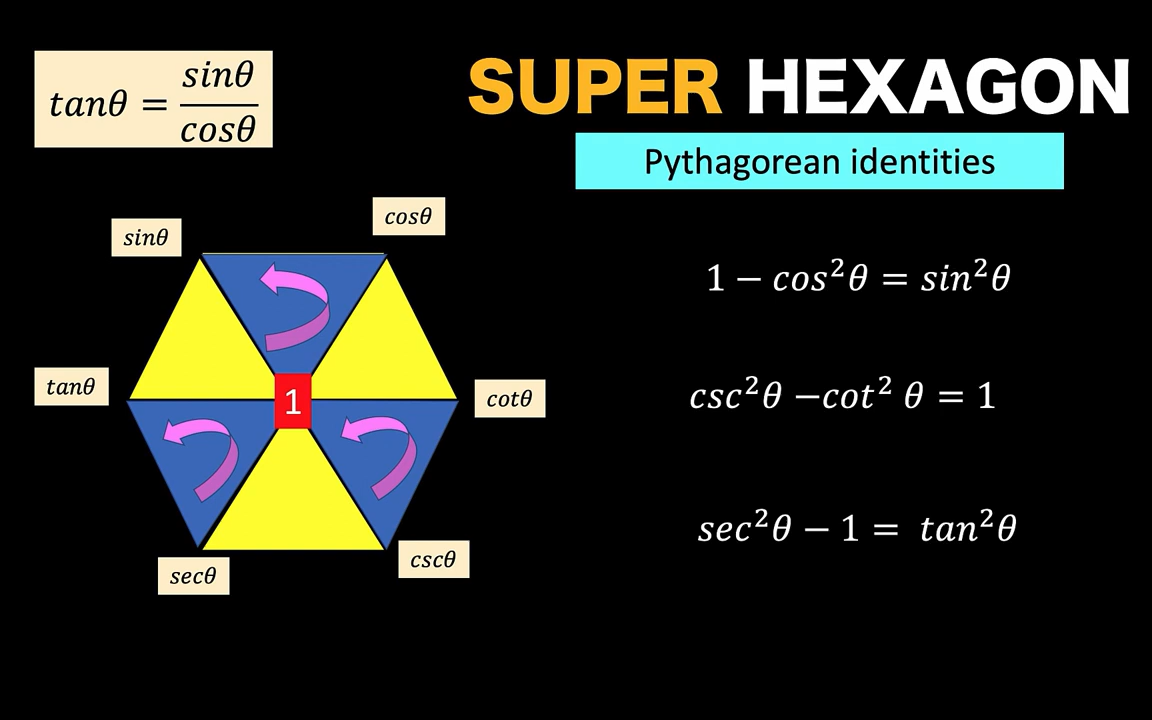 tanθ = sinθ/cosθ
SUPER HEXAGON
Pythagorean identities
sinθ
cosθ
tanθ
1
cotθ
secθ
cscθ
1 − cos²θ = sin²θ
csc²θ −cot² θ = 1
sec²θ − 1 = tan²θ